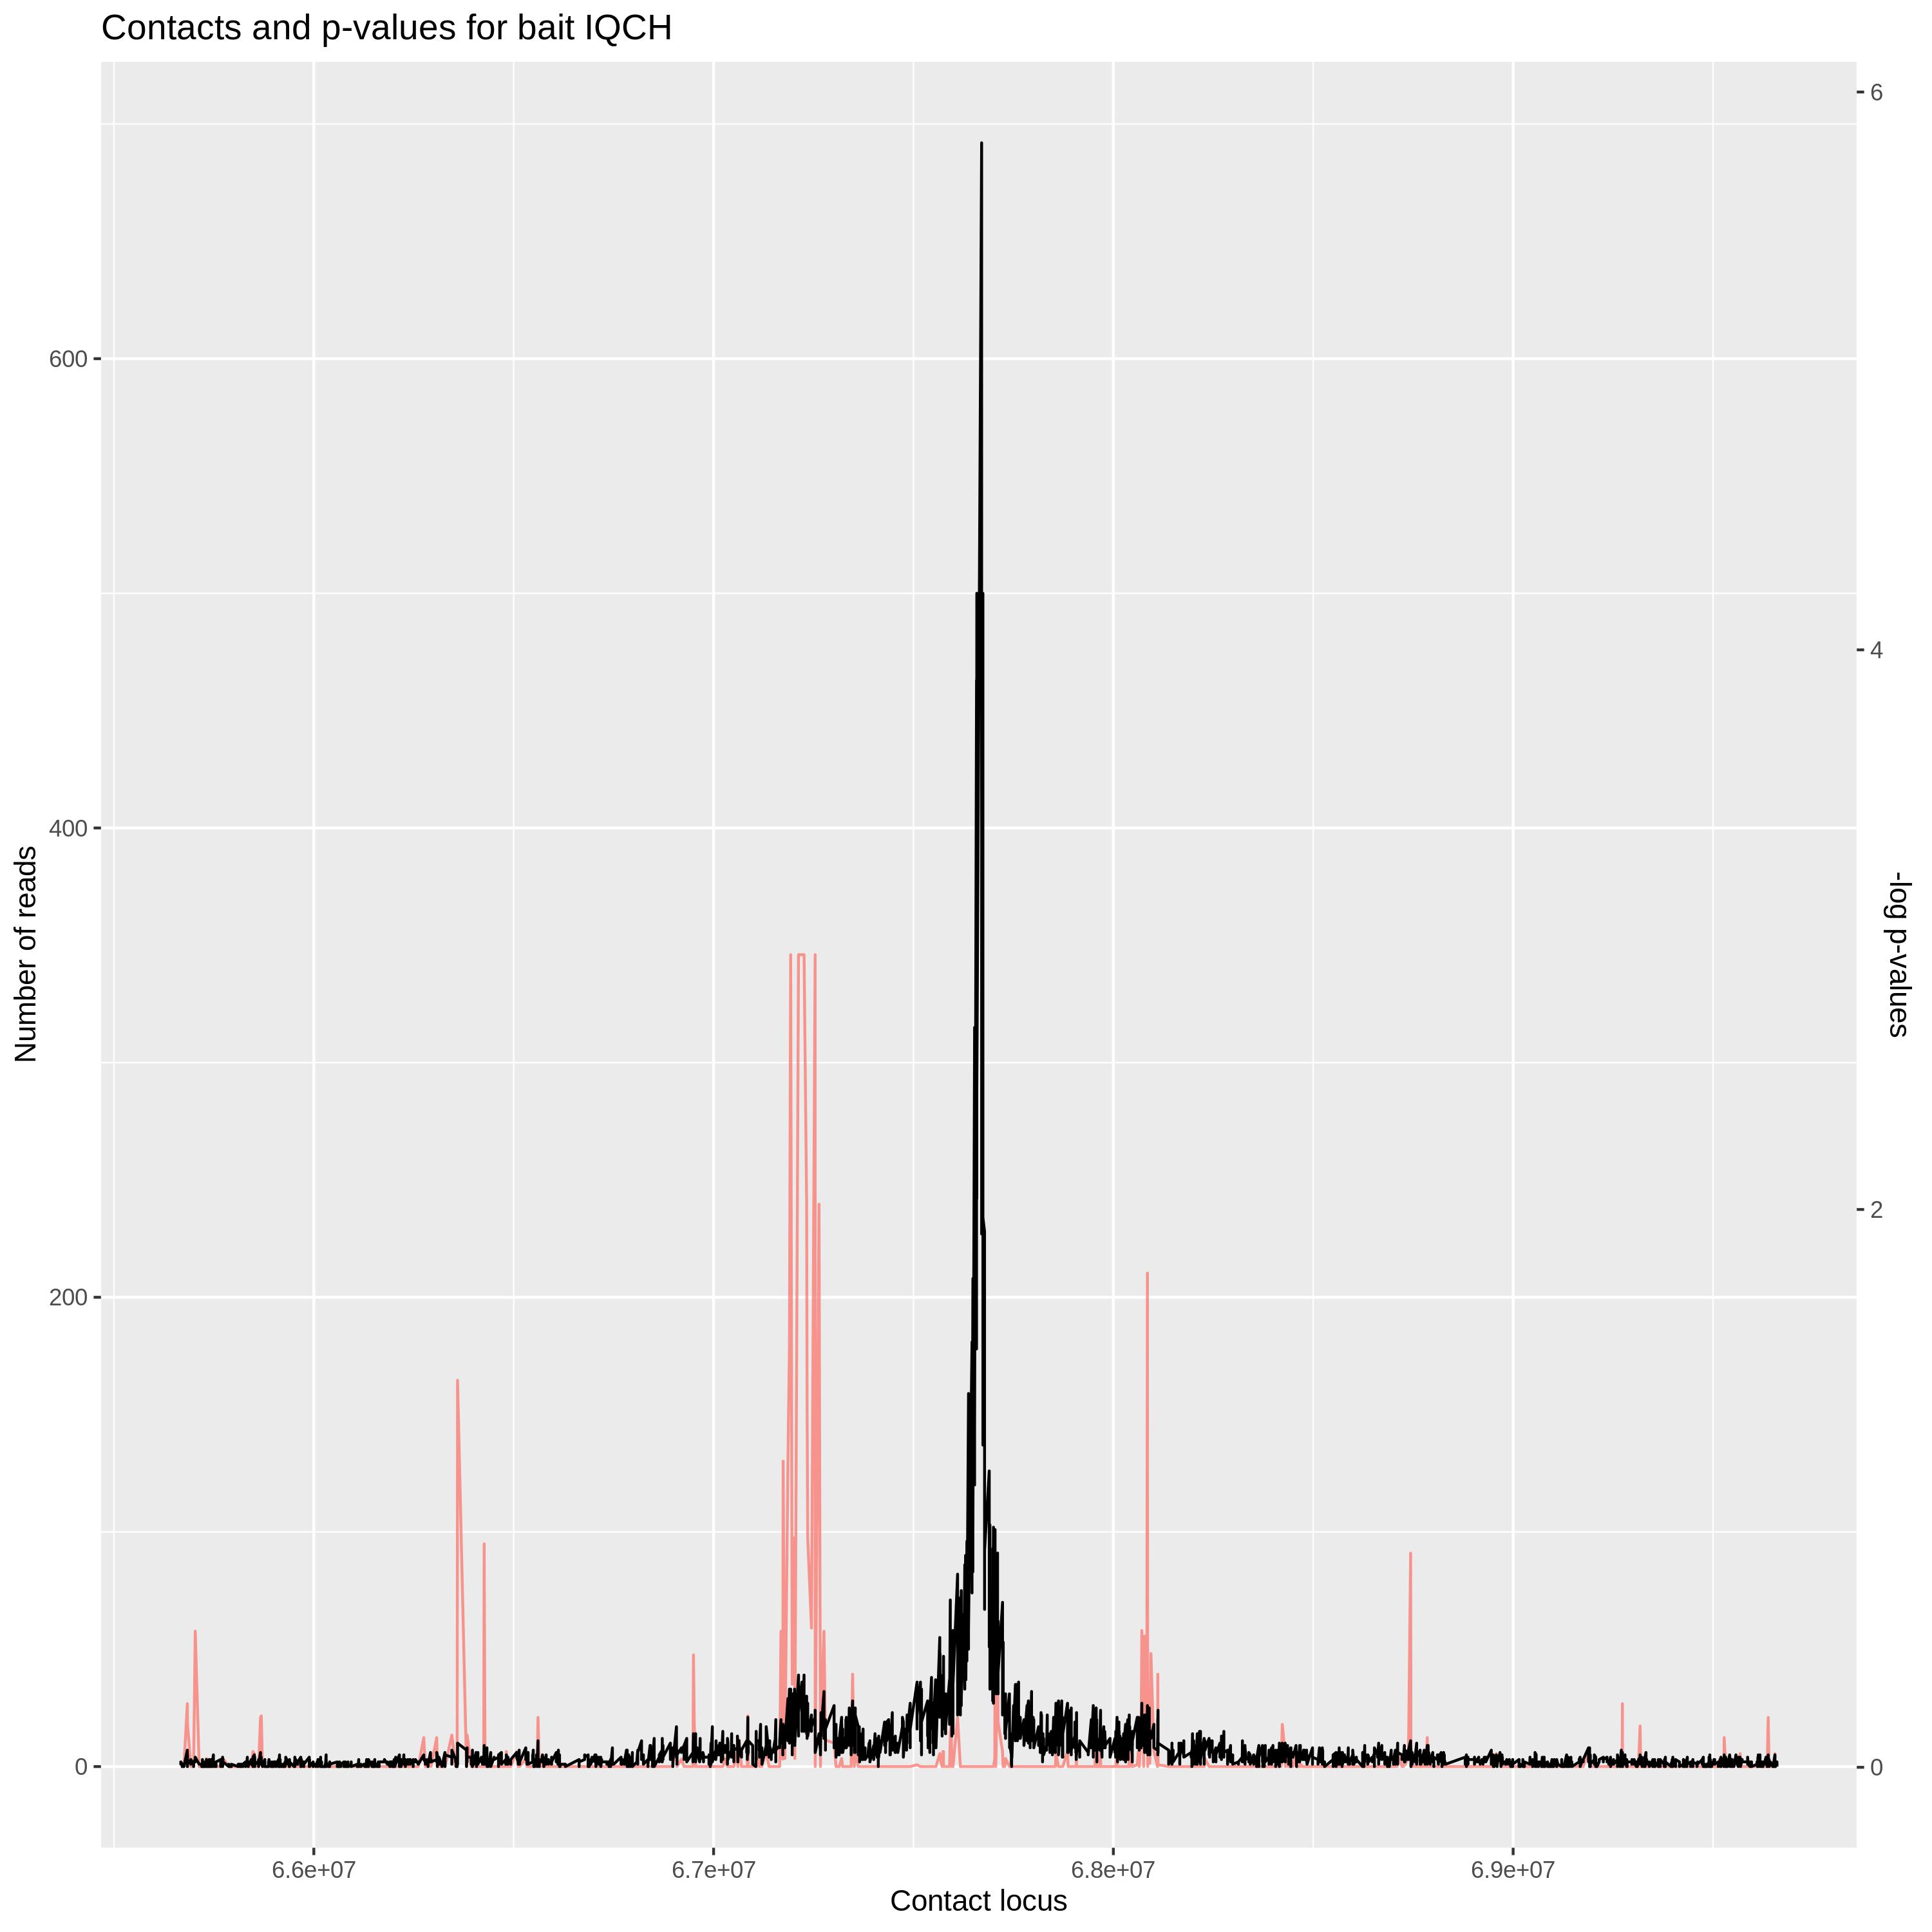 Contacts and p-values for bait IQCH
6
600
4
400
Number of reads
-log p-values
2
200
0
0
6.6e+07 6.7e+07 6.8e+07 6.9e+07
Contact locus